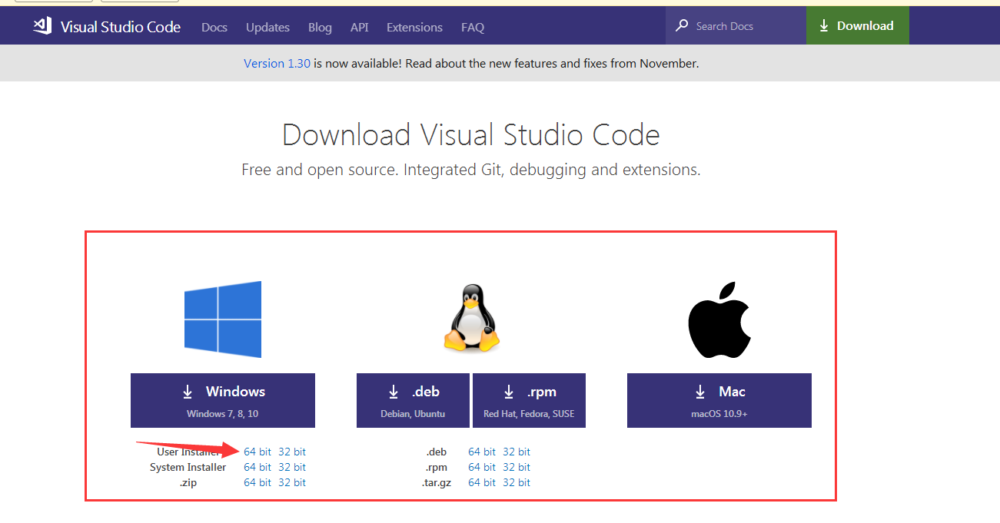 Visual Studio Code Docs Updates Blog API Extensions FAQ Search Docs Download
Version 1.30 is now available! Read about the new features and fixes from November.
Download Visual Studio Code
Free and open source. Integrated Git, debugging and extensions.
Windows
Windows 7, 8, 10
User Installer 64 bit 32 bit
System Installer 64 bit 32 bit
.zip 64 bit 32 bit
.deb
Debian, Ubuntu
.rpm
Red Hat, Fedora, SUSE
.deb 64 bit 32 bit
.rpm 64 bit 32 bit
.tar.gz 64 bit 32 bit
Mac
macOS 10.9+